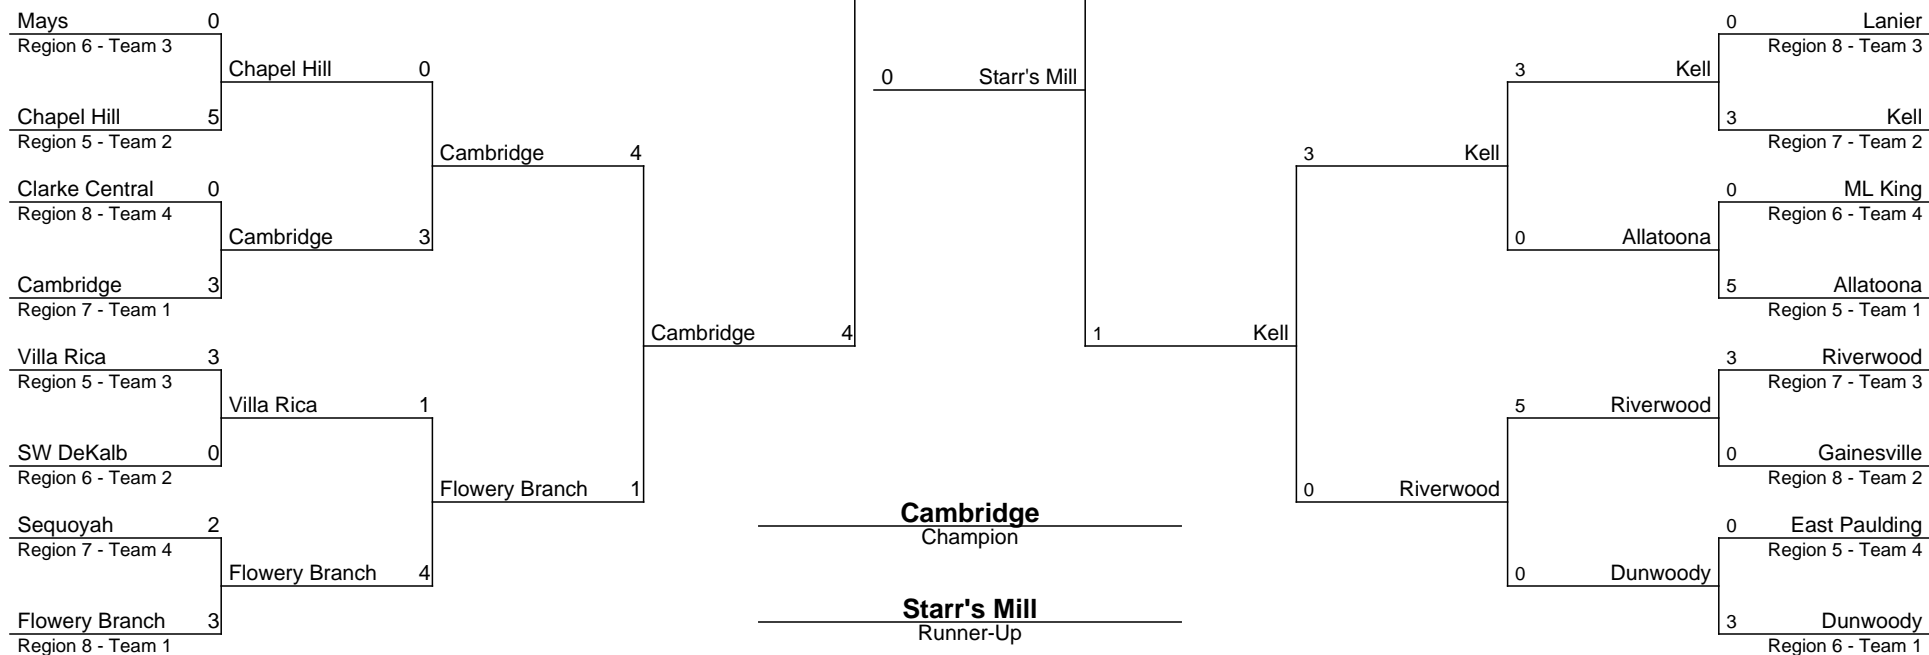 Mays 0
Region 6 - Team 3
Chapel Hill 0
Chapel Hill 5
Region 5 - Team 2
Cambridge 4
Clarke Central 0
Region 8 - Team 4
Cambridge 3
Cambridge 3
Region 7 - Team 1
Cambridge 4
Villa Rica 3
Region 5 - Team 3
Villa Rica 1
SW DeKalb 0
Region 6 - Team 2
Flowery Branch 1
Sequoyah 2
Region 7 - Team 4
Flowery Branch 4
Flowery Branch 3
Region 8 - Team 1
0 Starr's Mill
Cambridge
Champion
Starr's Mill
Runner-Up
0 Lanier
Region 8 - Team 3
3 Kell
3 Kell
Region 7 - Team 2
3 Kell
0 ML King
Region 6 - Team 4
0 Allatoona
5 Allatoona
Region 5 - Team 1
1 Kell
3 Riverwood
Region 7 - Team 3
5 Riverwood
0 Gainesville
Region 8 - Team 2
0 Riverwood
0 East Paulding
Region 5 - Team 4
0 Dunwoody
3 Dunwoody
Region 6 - Team 1